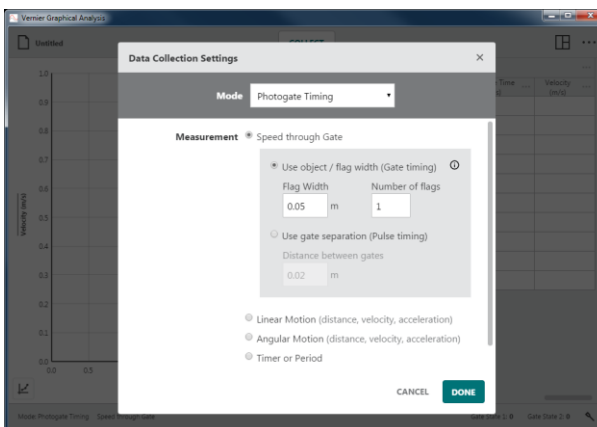 Vernier Graphical Analysis
Untitled
COLLECT
Data Collection Settings
×
Mode Photogate Timing
Measurement Speed through Gate
Use object / flag width (Gate timing)
Flag Width Number of flags
0.05 m 1
Use gate separation (Pulse timing)
Distance between gates
0.02 m
Linear Motion (distance, velocity, acceleration)
Angular Motion (distance, velocity, acceleration)
Timer or Period
CANCEL DONE
Time Velocity
(m/s)
1.0
0.9
0.8
0.7
0.6
0.5
0.4
0.3
0.2
0.1
0.0
0.0 0.5
Velocity (m/s)
Mode: Photogate Timing Speed through Gate
Gate State 1: 0 Gate State 2: 0